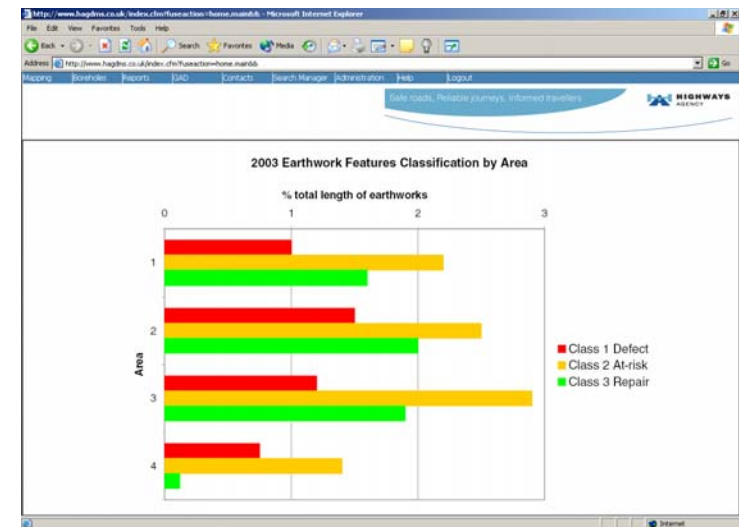 http://www.hagdms.co.uk/index.cfm?fuseaction=home.main&& - Microsoft Internet Explorer
File Edit View Favorites Tools Help
Back Search Favorites Media
Address http://www.hagdms.co.uk/index.cfm?fuseaction=home.main&& Go
Mapping Boreholes Reports GAD Contacts Search Manager Administration Help Logout
Safe roads, Reliable journeys, Informed travellers
HIGHWAYS
AGENCY
2003 Earthwork Features Classification by Area
% total length of earthworks
0 1 2 3
Area
1
2
3
4
Class 1 Defect
Class 2 At-risk
Class 3 Repair
Internet